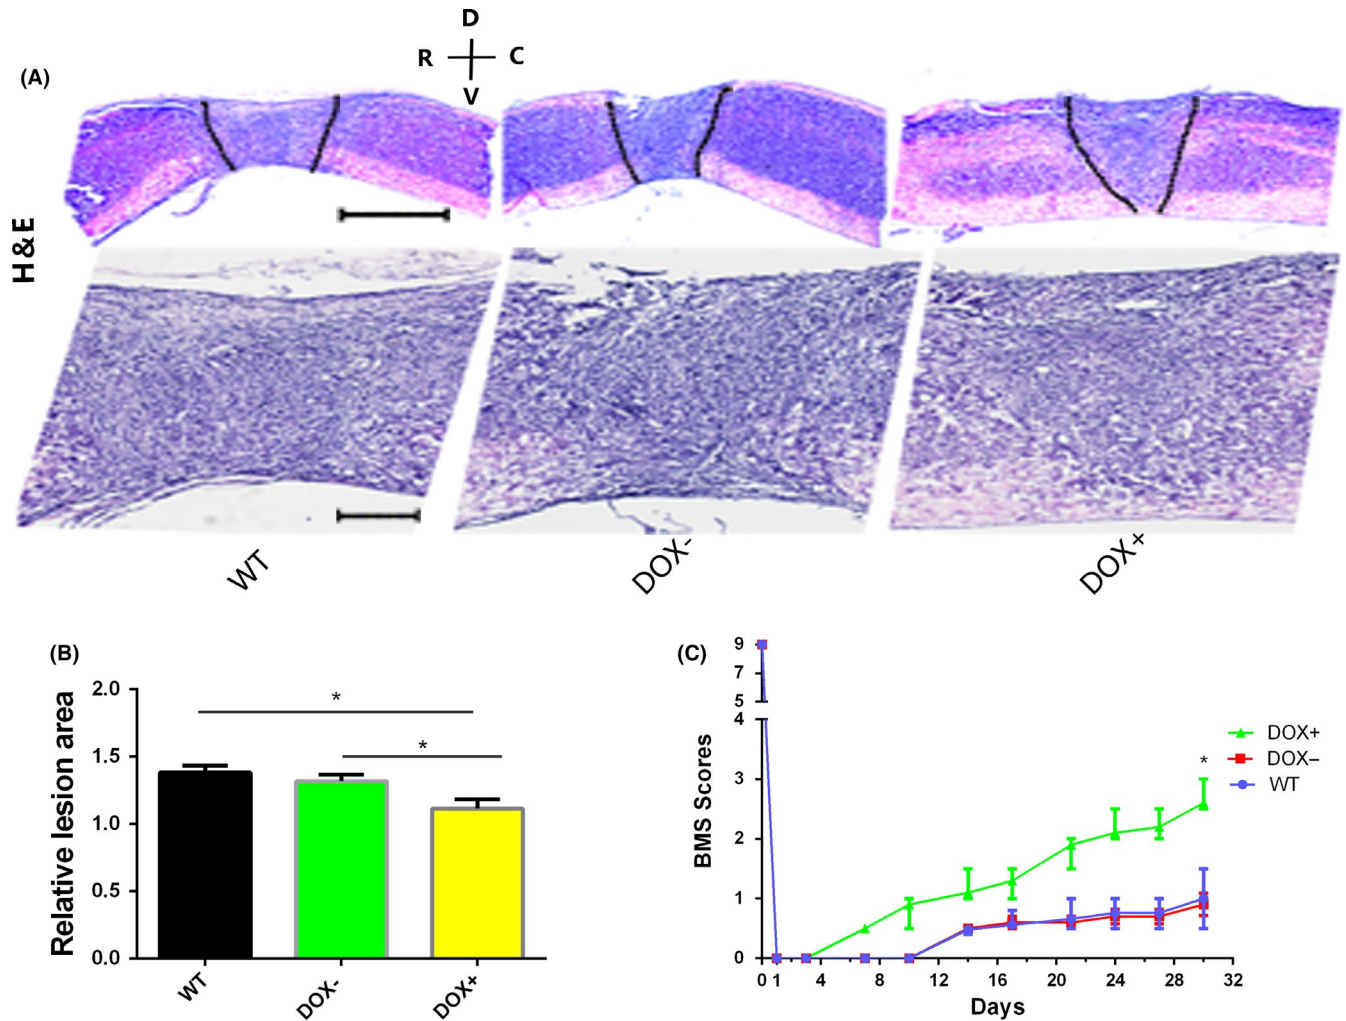 D
R C
V
(A)
H&E
WT
DOX-
DOX+
(B)
Relative lesion area
2.0
1.5
1.0
0.5
0.0
*
*
WT
DOX-
DOX+
(C)
BMS Scores
9
7
5
4
3
2
1
0
0 1 4 8 12 16 20 24 28 32
Days
*
DOX+
DOX–
WT